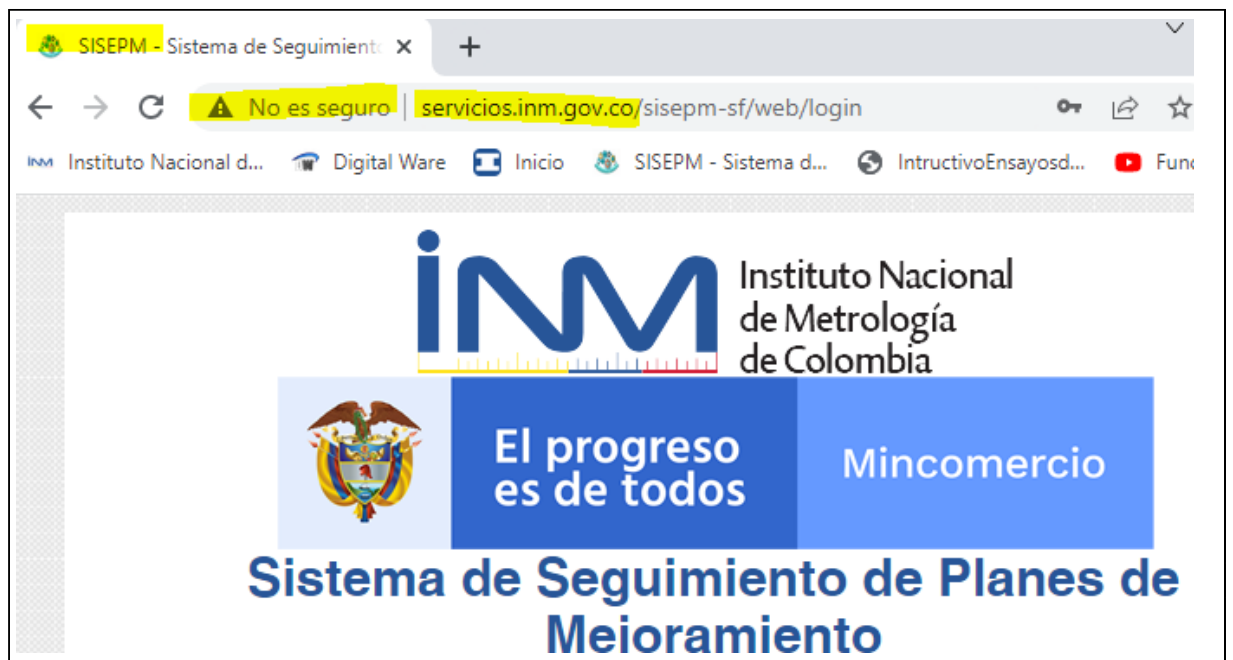 SISEPM - Sistema de Seguimient
No es seguro | servicios.inm.gov.co/sisepm-sf/web/login
INM Instituto Nacional d... Digital Ware Inicio SISEPM - Sistema d... IntructivoEnsayosd... Func
iNM Instituto Nacional
de Metrología
de Colombia
El progreso
es de todos
Mincomercio
Sistema de Seguimiento de Planes de
Mejoramiento